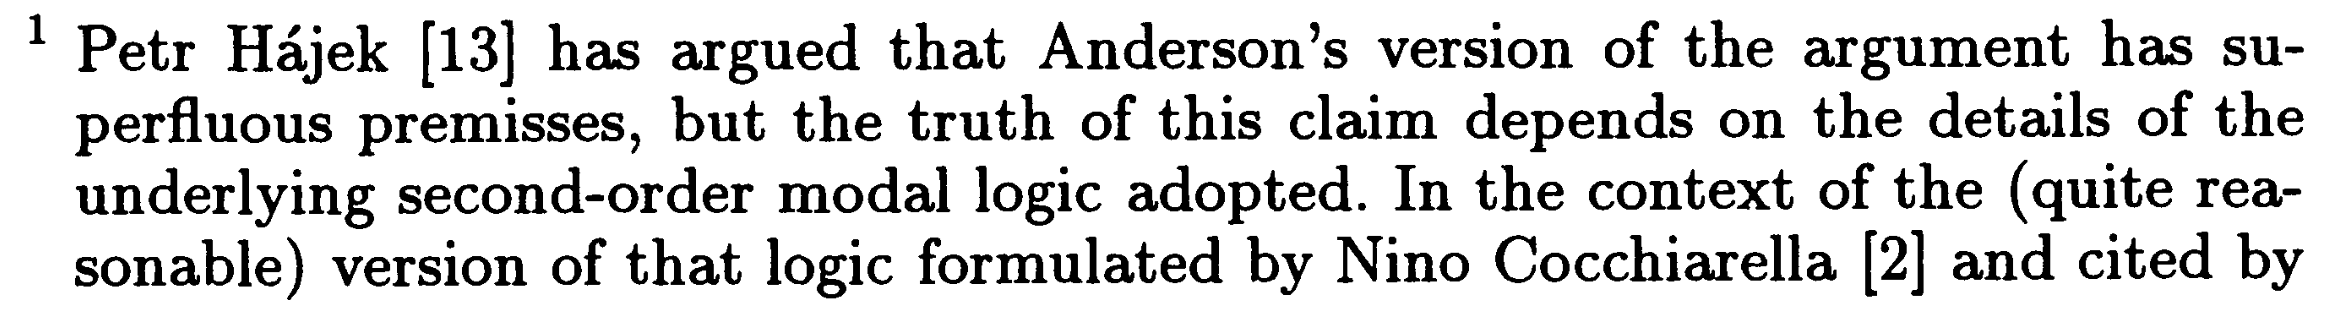 1 Petr Hájek [13] has argued that Anderson's version of the argument has su-
perfluous premisses, but the truth of this claim depends on the details of the
underlying second-order modal logic adopted. In the context of the (quite rea-
sonable) version of that logic formulated by Nino Cocchiarella [2] and cited by